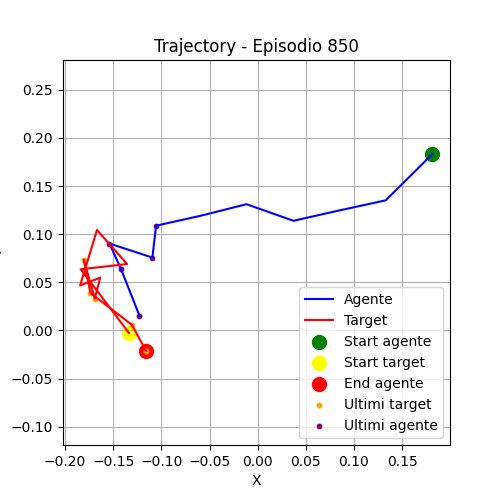 Trajectory - Episodio 850
0.25
0.20
0.15
0.10
0.05
0.00
−0.05
−0.10
−0.20 −0.15 −0.10 −0.05 0.00 0.05 0.10 0.15
X
Agente
Target
Start agente
Start target
End agente
Ultimi target
Ultimi agente